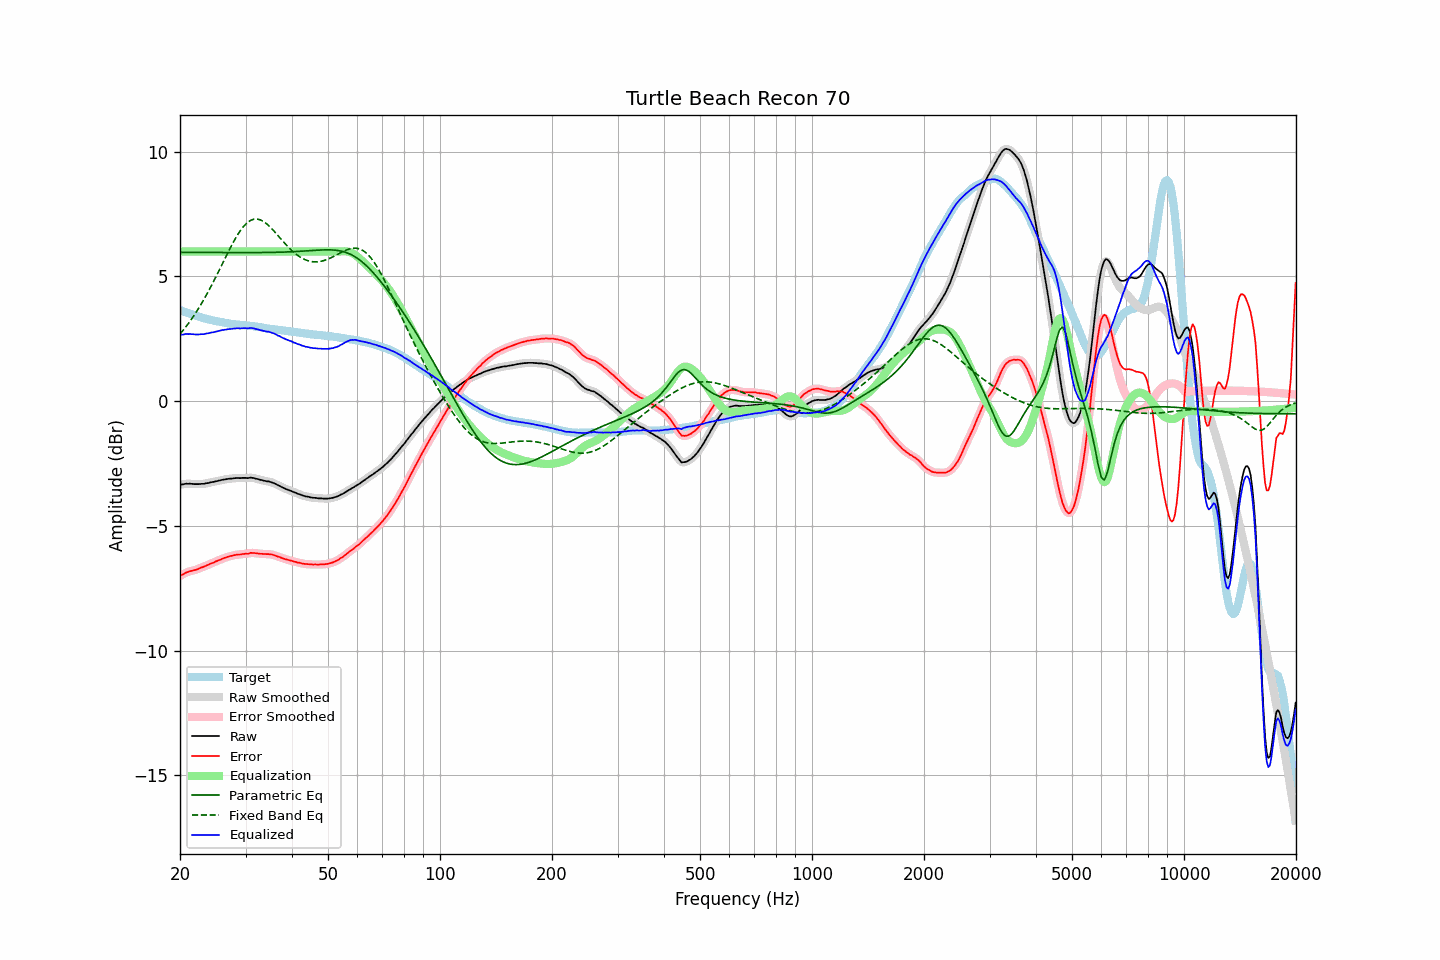 Turtle Beach Recon 70
Amplitude (dBr)
10
5
0
−5
−10
−15
Target
Raw Smoothed
Error Smoothed
Raw
Error
Equalization
Parametric Eq
Fixed Band Eq
Equalized
20 50 100 200 500 1000 2000 5000 10000 20000
Frequency (Hz)